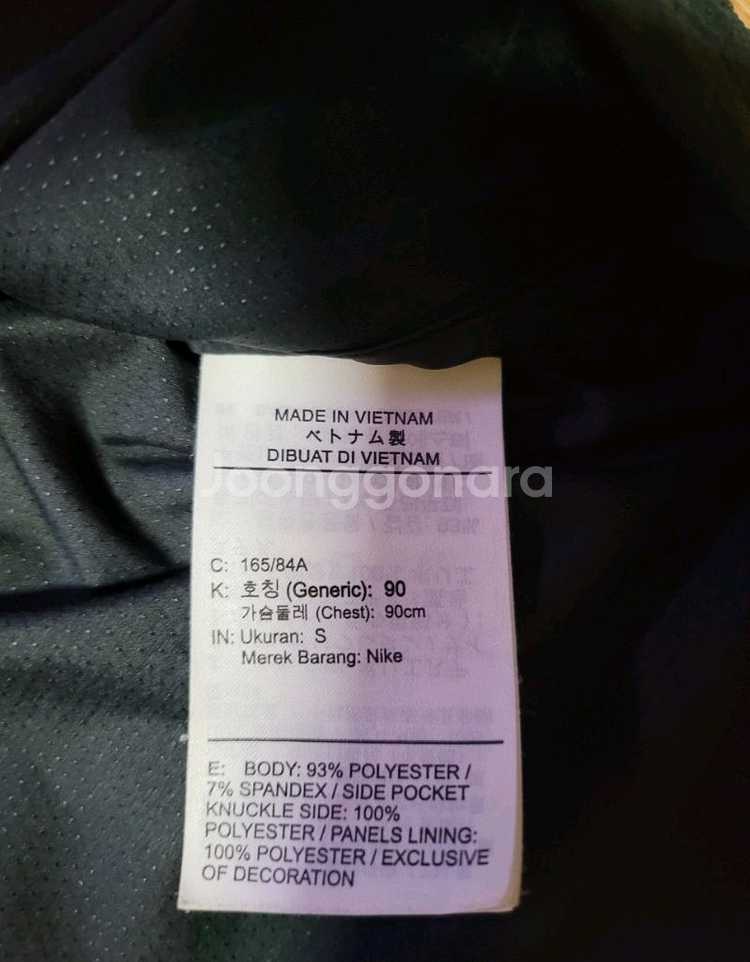 MADE IN VIETNAM
ベトナム製
DIBUAT DI VIETNAM
Joonggonara
C: 165/84A
K: 호칭 (Generic): 90
가슴둘레 (Chest): 90cm
IN: Ukuran: S
Merek Barang: Nike
E: BODY: 93% POLYESTER /
7% SPANDEX / SIDE POCKET
KNUCKLE SIDE: 100%
POLYESTER / PANELS LINING:
100% POLYESTER / EXCLUSIVE
OF DECORATION